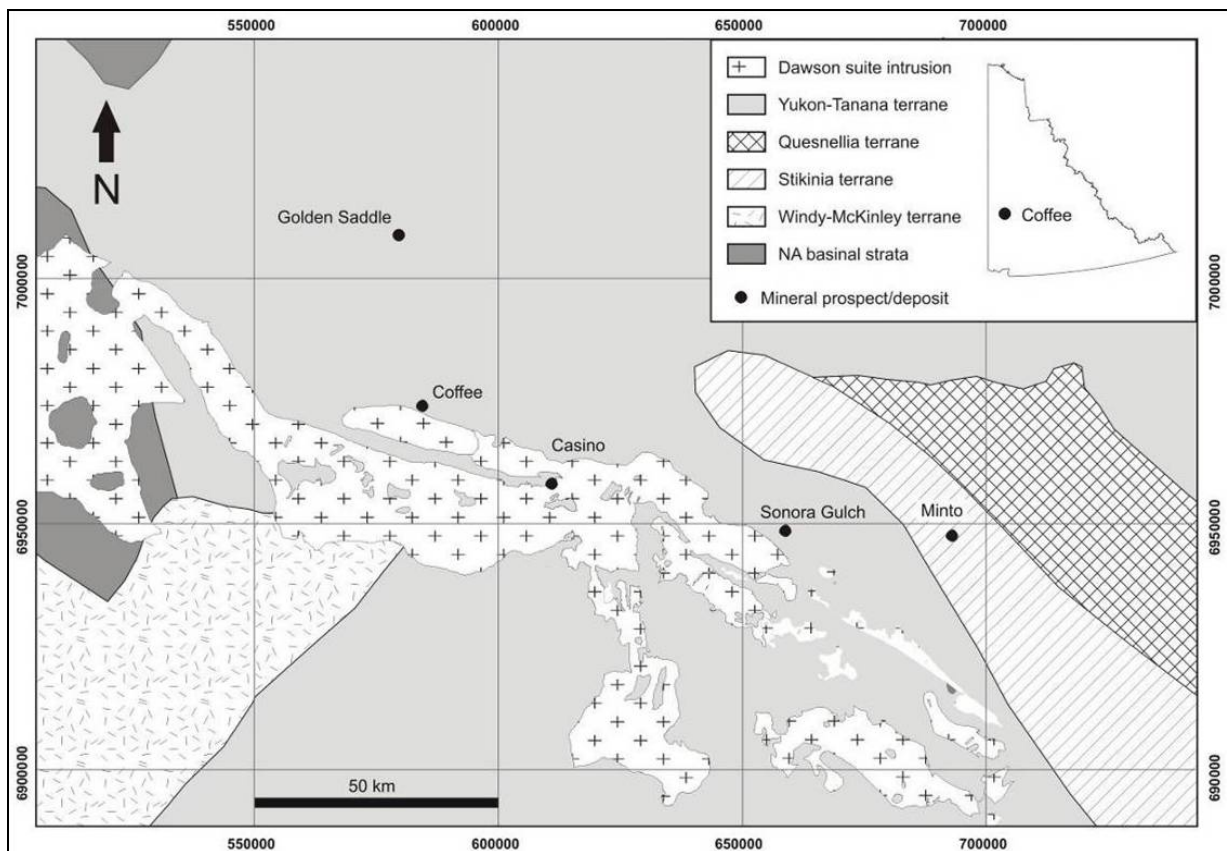 550000
600000
650000
700000
Dawson suite intrusion
Yukon-Tanana terrane
Quesnellia terrane
Stikinia terrane
Windy-McKinley terrane
NA basinal strata
Mineral prospect/deposit
Coffee
N
Golden Saddle
7000000
7000000
Coffee
Casino
Sonora Gulch
Minto
6950000
6950000
6900000
6900000
50 km
550000
600000
650000
700000